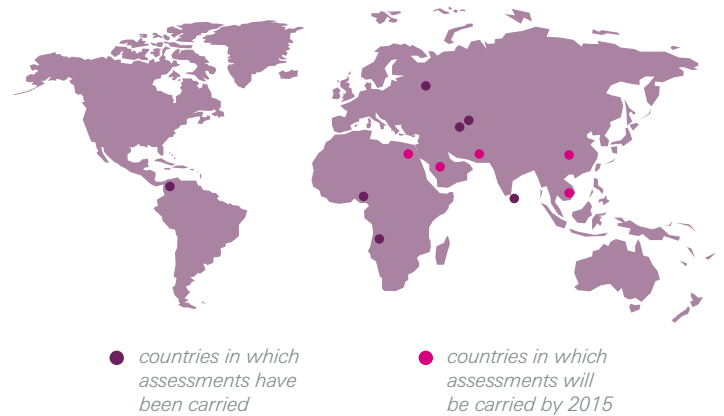 countries in which
assessments have
been carried
countries in which
assessments will
be carried by 2015